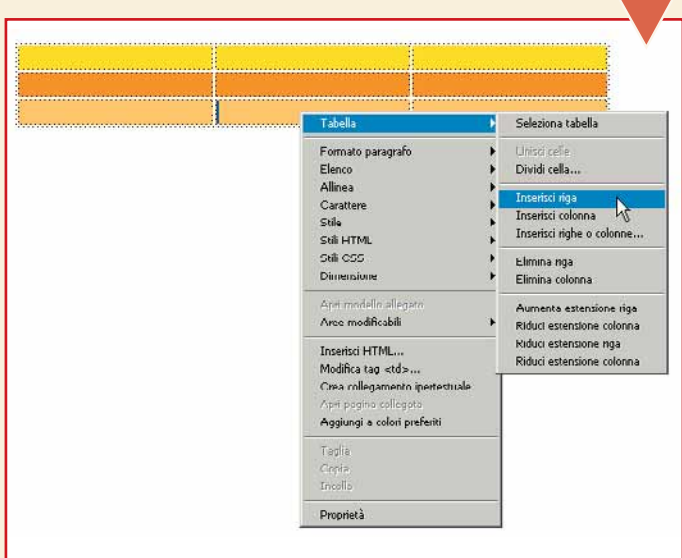 Tabella
Formato paragrafo
Elenco
Allinea
Carattere
Stile
Stili HTML
Stili CSS
Dimensione
Apri modello allegato
Aree modificabili
Inserisci HTML...
Modifica tag <td>...
Crea collegamento ipertestuale
Apri pagina collegata
Aggiungi a colori preferiti
Taglia
Copia
Incolla
Proprietà
Seleziona tabella
Unisci celle
Dividi cella...
Inserisci riga
Inserisci colonna
Inserisci righe o colonne...
Elimina riga
Elimina colonna
Aumenta estensione riga
Riduci estensione colonna
Riduci estensione riga
Riduci estensione colonna